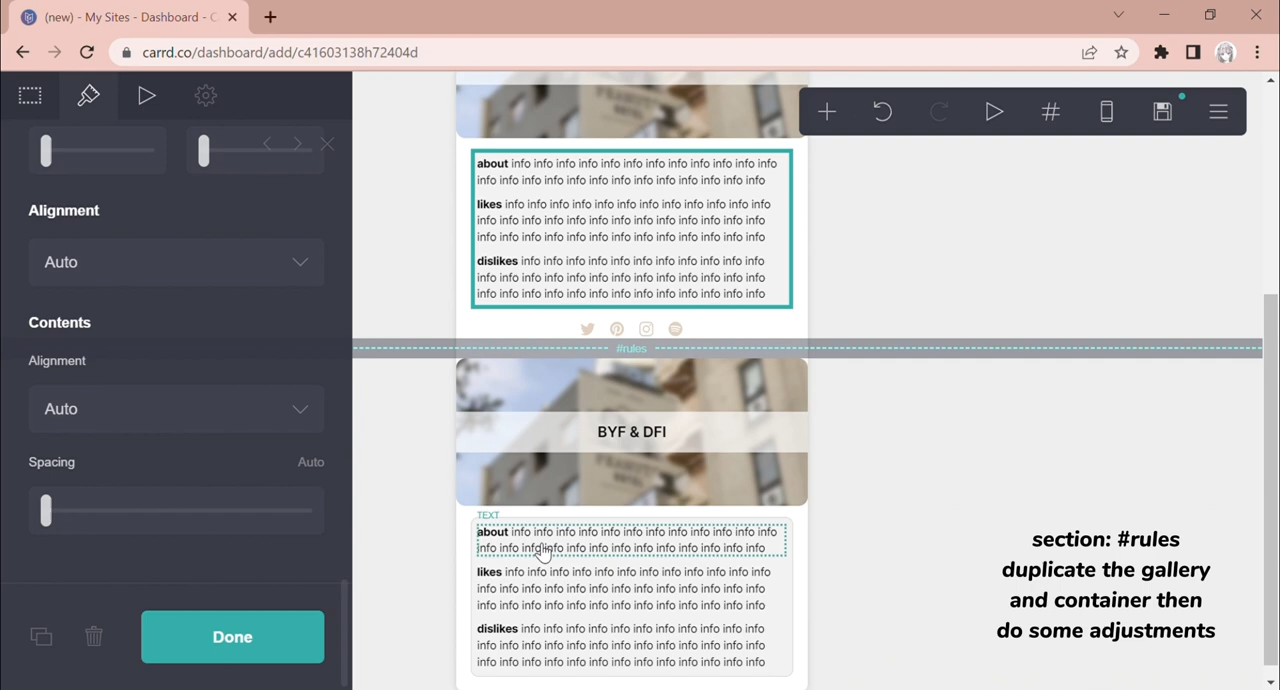 (new) - My Sites - Dashboard - C
carrd.co/dashboard/add/c41603138h72404d
Alignment
Auto
Contents
Alignment
Auto
Spacing Auto
Done
about info info info info info info info info info info info info
info info info info info info info info info info info info info
likes info info info info info info info info info info info info
info info info info info info info info info info info info info
info info info info info info info info info info info info info
dislikes info info info info info info info info info info info
info info info info info info info info info info info info info
info info info info info info info info info info info info info
#rules
BYF & DFI
TEXT
about info info info info info info info info info info info info
info info info info info info info info info info info info info
likes info info info info info info info info info info info info
info info info info info info info info info info info info info
info info info info info info info info info info info info info
dislikes info info info info info info info info info info info
info info info info info info info info info info info info info
info info info info info info info info info info info info info
section: #rules
duplicate the gallery
and container then
do some adjustments